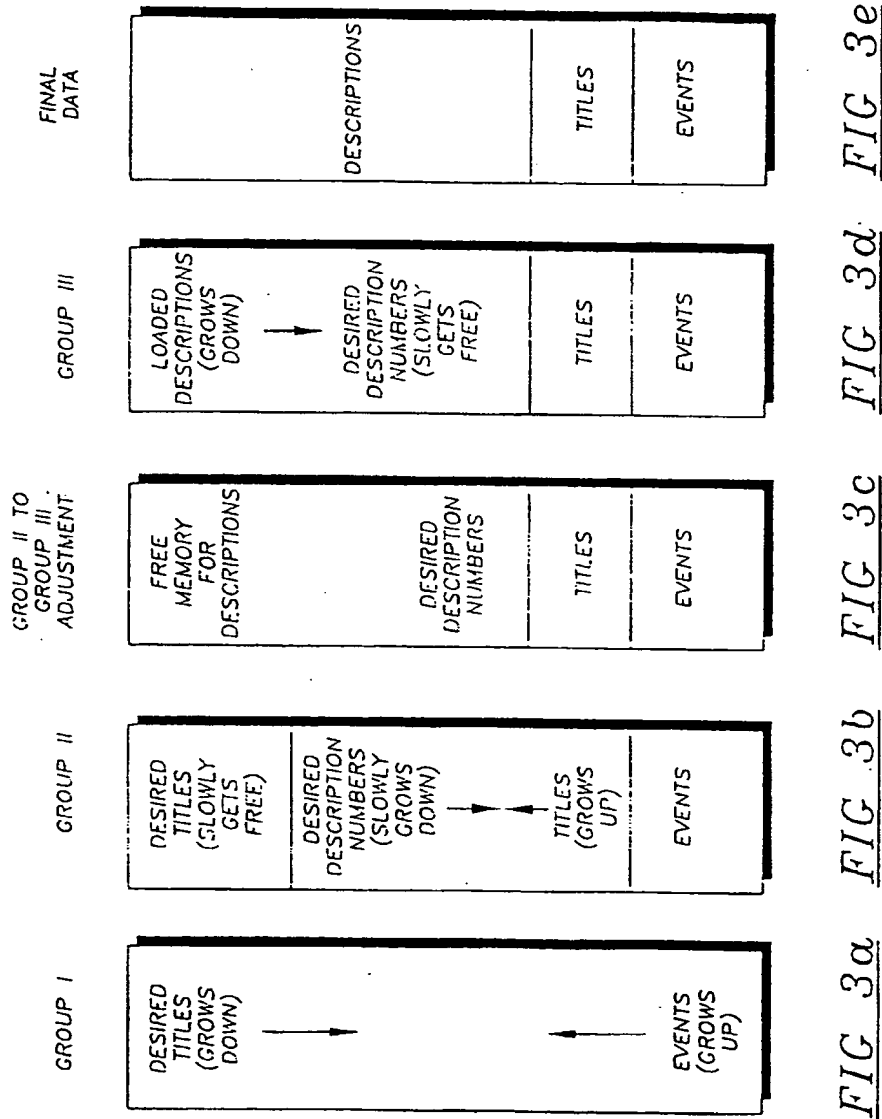 GROUP I
DESIRED
TITLES
(GROWS
DOWN)
EVENTS
(GROWS
UP)
FIG 3a
GROUP II
DESIRED
TITLES
(SLOWLY
GETS
FREE)
DESIRED
DESCRIPTION
NUMBERS
(SLOWLY
GROWS
DOWN)
TITLES
(GROWS
UP)
EVENTS
FIG 3b
GROUP II TO
GROUP III
ADJUSTMENT
FREE
MEMORY
FOR
DESCRIPTIONS
DESIRED
DESCRIPTION
NUMBERS
TITLES
EVENTS
FIG 3c
GROUP III
LOADED
DESCRIPTIONS
(GROWS
DOWN)
DESIRED
DESCRIPTION
NUMBERS
(SLOWLY
GETS
FREE)
TITLES
EVENTS
FIG 3d
FINAL
DATA
DESCRIPTIONS
TITLES
EVENTS
FIG 3e